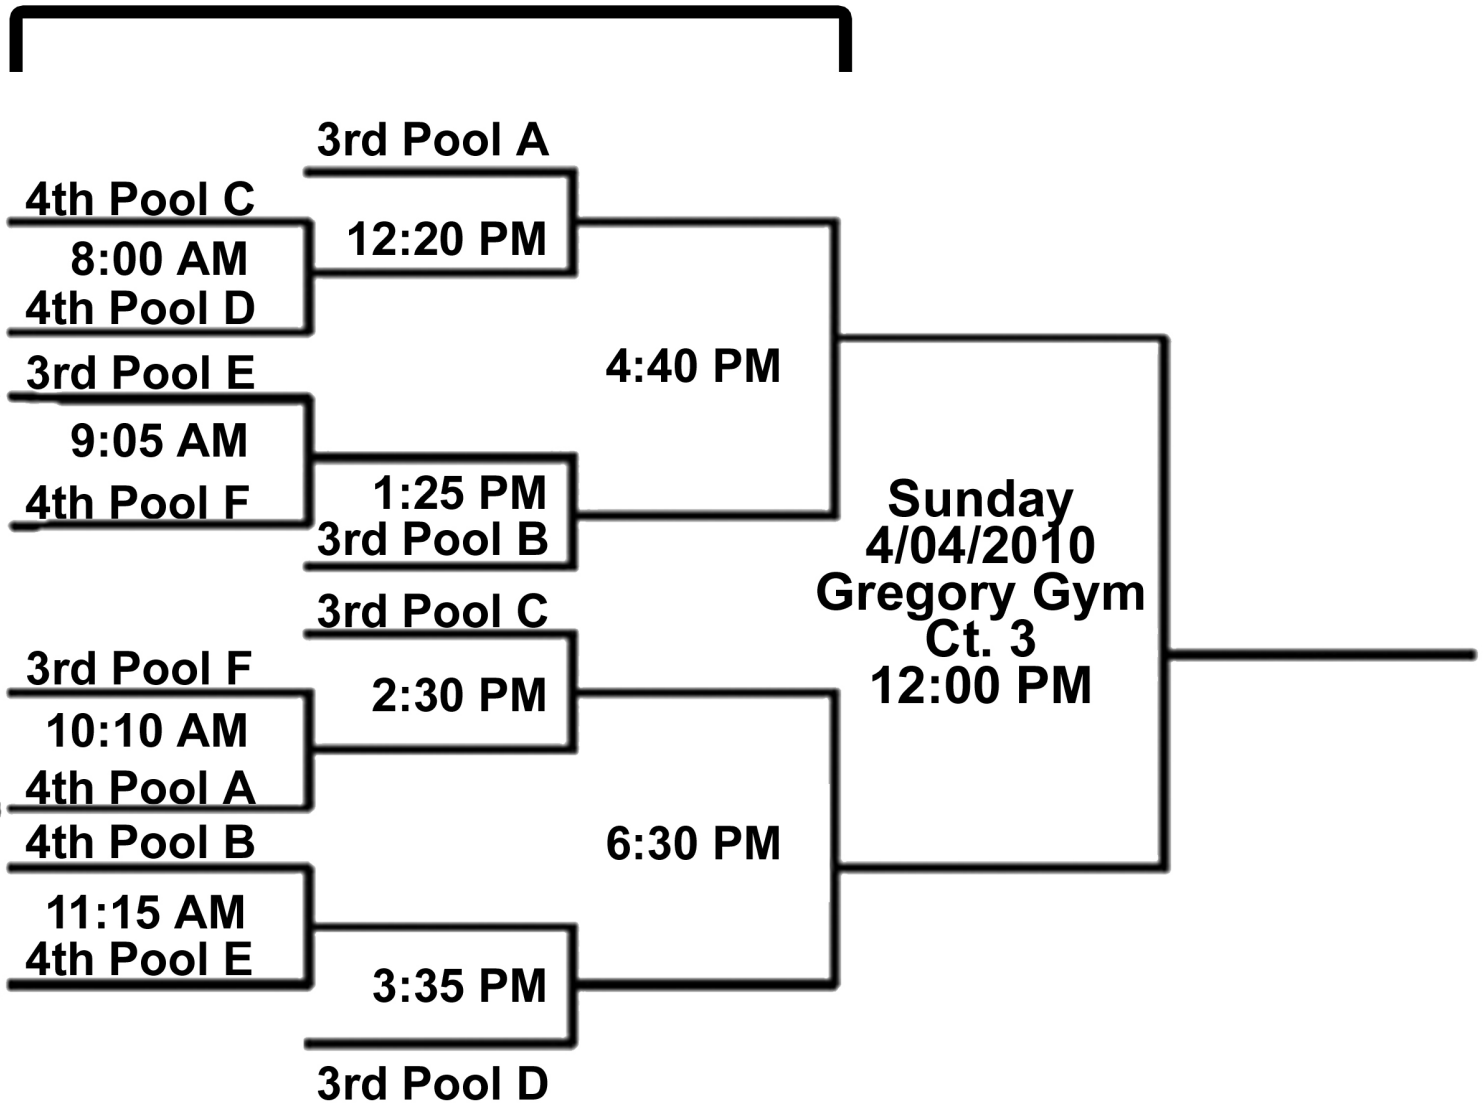 3rd Pool A
4th Pool C
12:20 PM
8:00 AM
4th Pool D
3rd Pool E
4:40 PM
9:05 AM
1:25 PM
4th Pool F
3rd Pool B
Sunday
4/04/2010
Gregory Gym
Ct. 3
12:00 PM
3rd Pool C
3rd Pool F
2:30 PM
10:10 AM
4th Pool A
4th Pool B
6:30 PM
11:15 AM
4th Pool E
3:35 PM
3rd Pool D